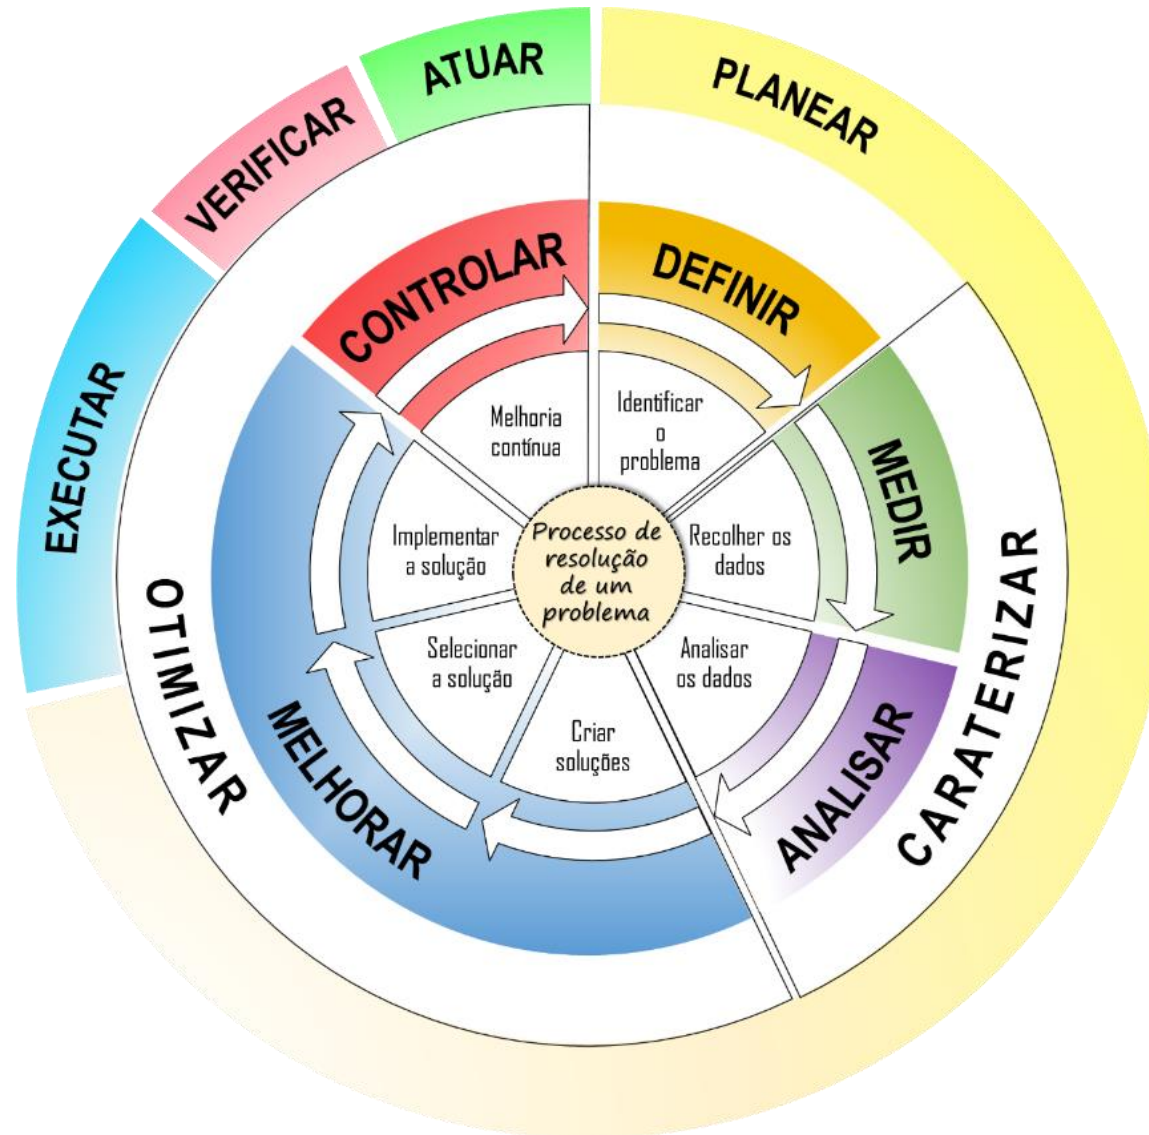 PLANEAR
EXECUTAR
VERIFICAR
ATUAR
CARATERIZAR
OTIMIZAR
DEFINIR
MEDIR
ANALISAR
MELHORAR
CONTROLAR
Identificar
o
problema
Recolher os
dados
Analisar
os dados
Criar
soluções
Selecionar
a solução
Implementar
a solução
Melhoria
contínua
Processo de
resolução
de um
problema